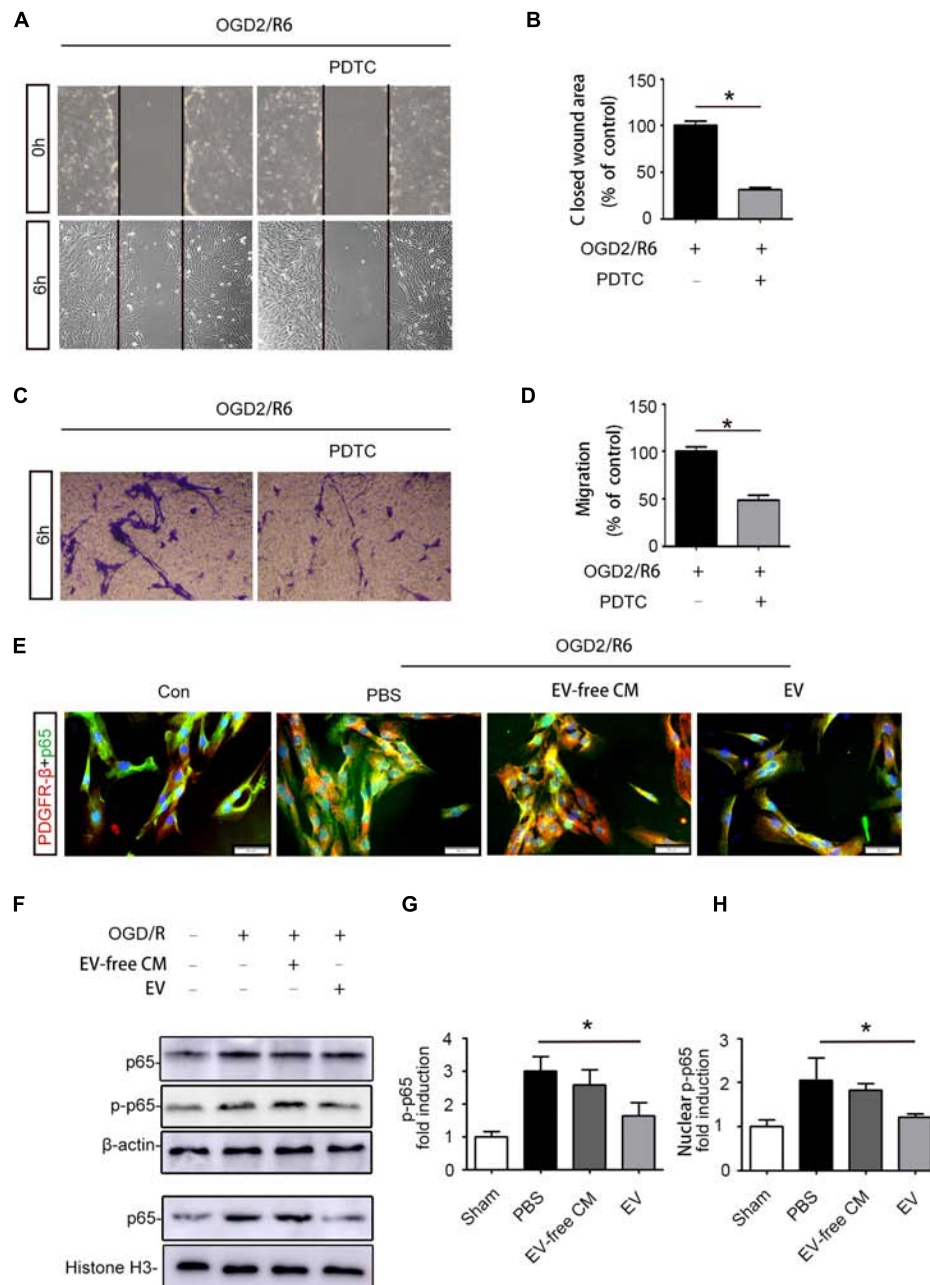 A
OGD2/R6
PDTC
0h
6h
B
Closed wound area
(% of control)
150
100
50
0
*
OGD2/R6 + +
PDTC – +
C
OGD2/R6
PDTC
6h
D
Migration
(% of control)
150
100
50
0
*
OGD2/R6 + +
PDTC – +
E
OGD2/R6
Con PBS EV-free CM EV
PDGFR-β+p65
F
OGD/R – + + +
EV-free CM – – + –
EV – – – +
p65-
p-p65-
β-actin-
p65-
Histone H3-
G
p-p65
fold induction
4
3
2
1
0
*
Sham PBS EV-free CM EV
H
Nuclear p-p65
fold induction
3
2
1
0
*
Sham PBS EV-free CM EV